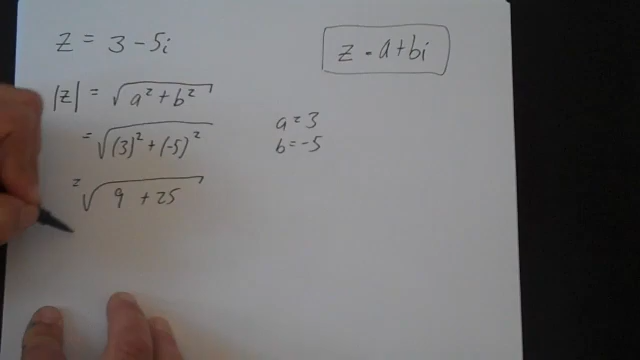 z = 3 - 5i
z = a + bi
|z| = √(a² + b²)
= √((3)² + (-5)²)
a = 3
b = -5
= √(9 + 25)